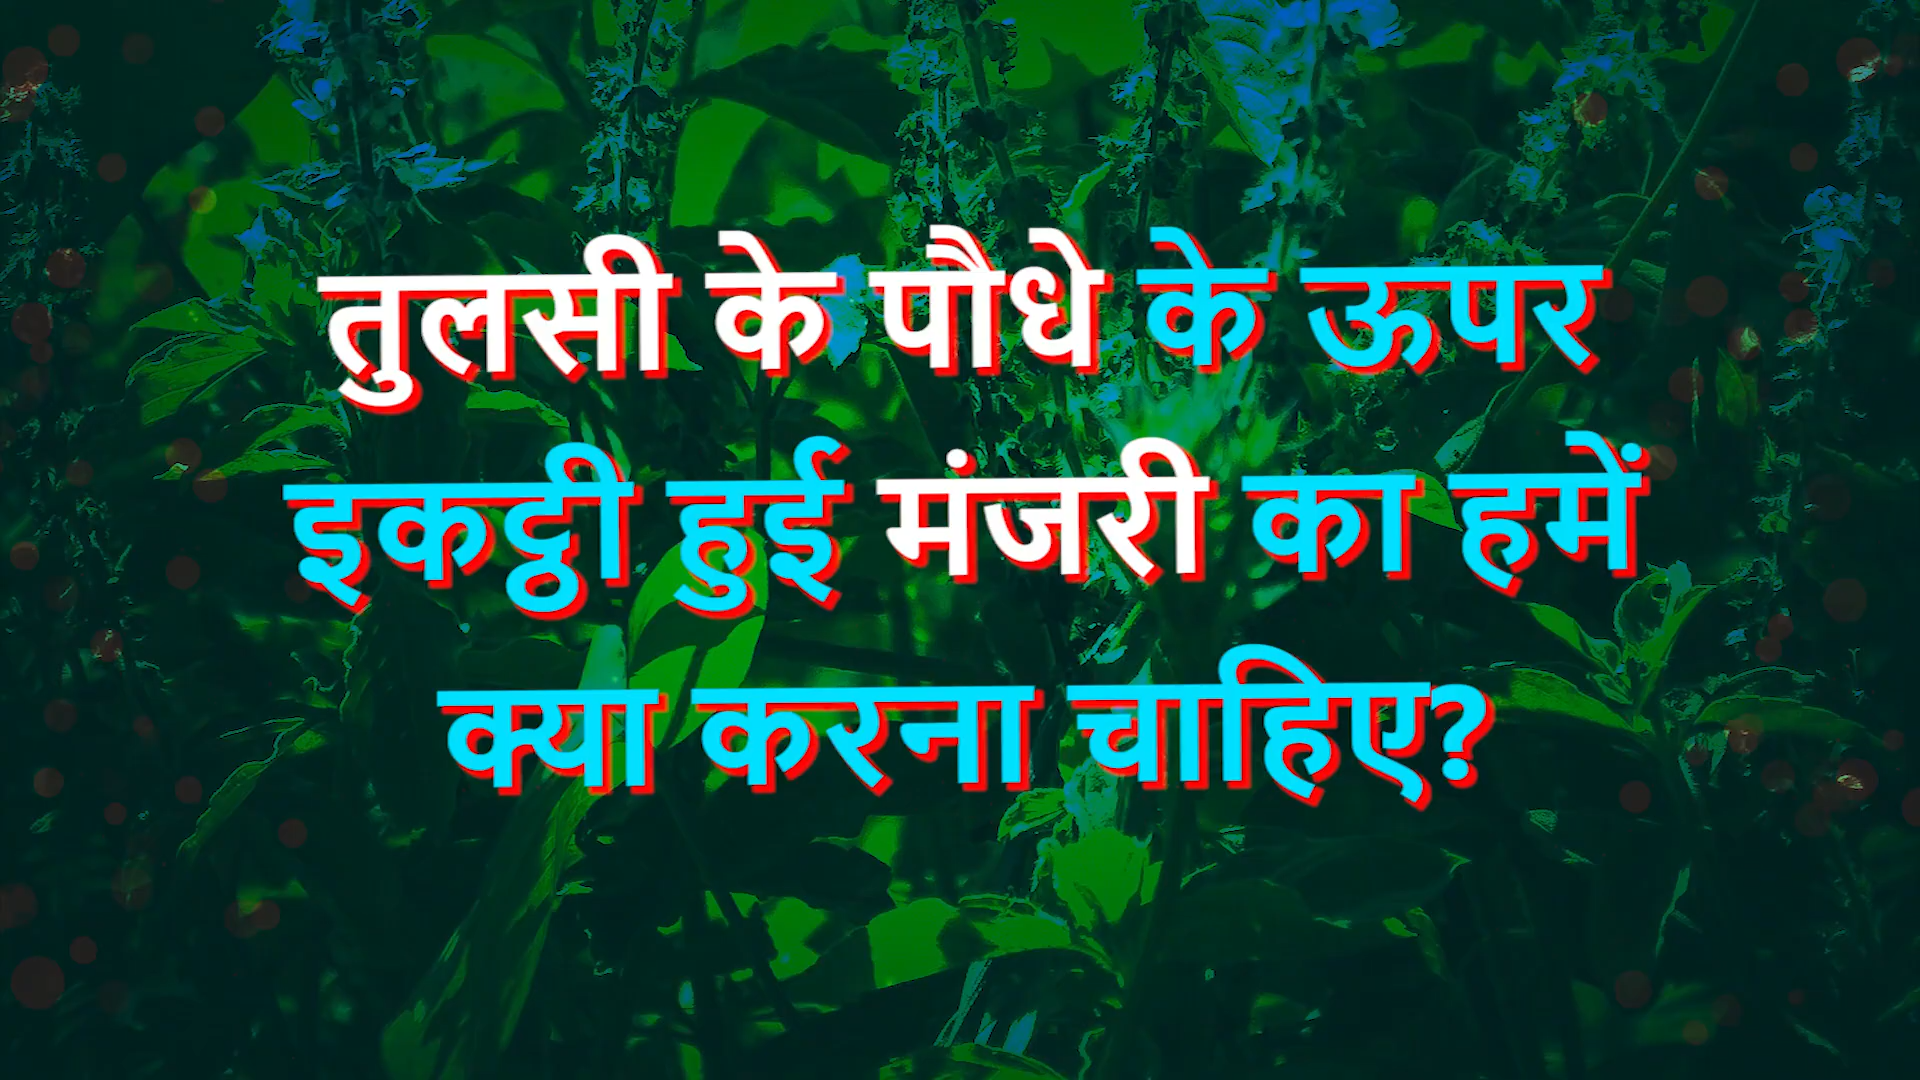 तुलसी के पौधे के ऊपर
इकट्ठी हुई मंजरी का हमें
क्या करना चाहिए?